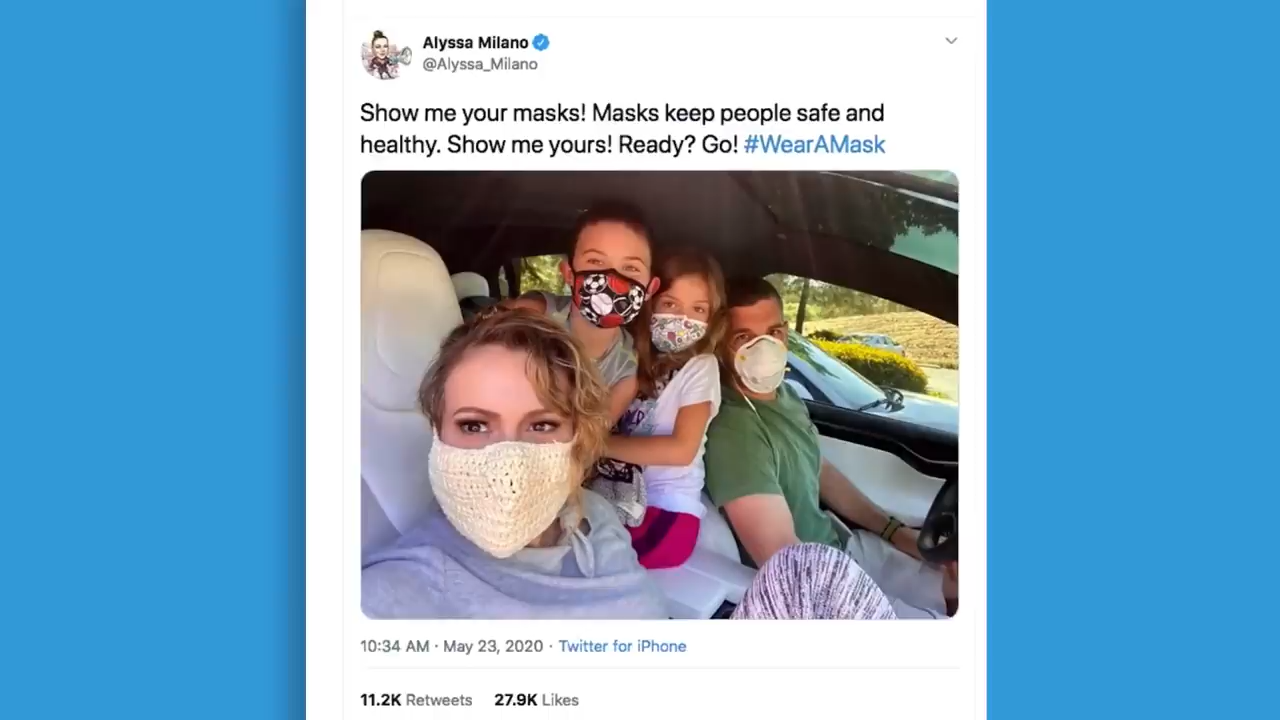 Alyssa Milano
@Alyssa_Milano
Show me your masks! Masks keep people safe and
healthy. Show me yours! Ready? Go! #WearAMask
10:34 AM · May 23, 2020 · Twitter for iPhone
11.2K Retweets 27.9K Likes